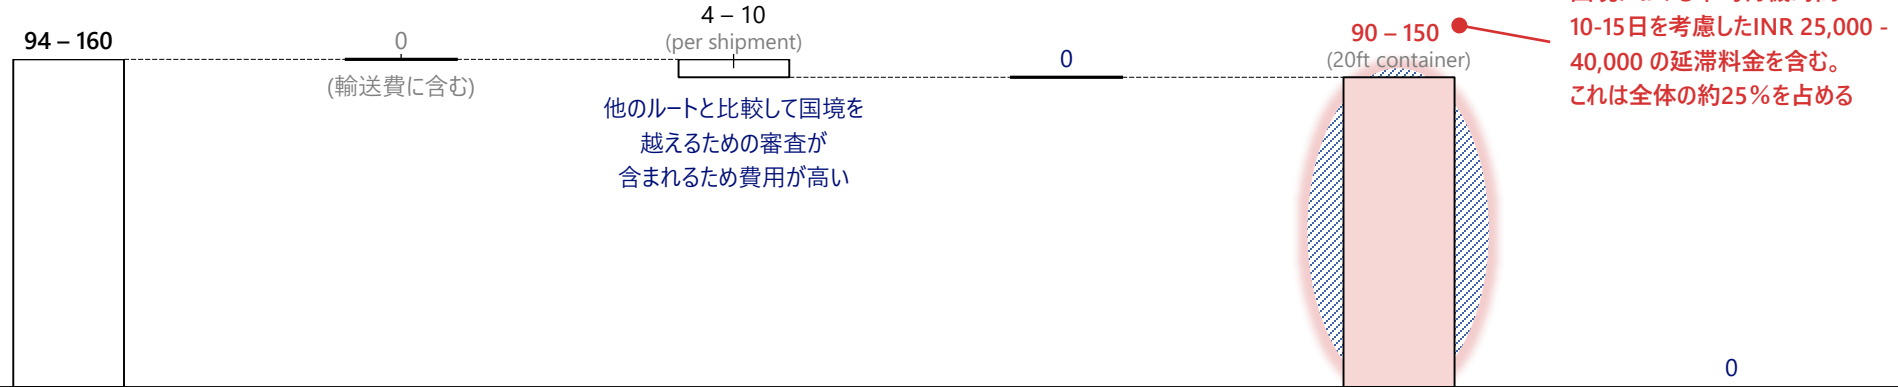 94 – 160
0
(輸送費に含む)
4 – 10
(per shipment)
他のルートと比較して国境を
越えるための審査が
含まれるため費用が高い
0
90 – 150
(20ft container)
10-15日を考慮したINR 25,000 -
40,000 の延滞料金を含む。
これは全体の約25%を占める
0